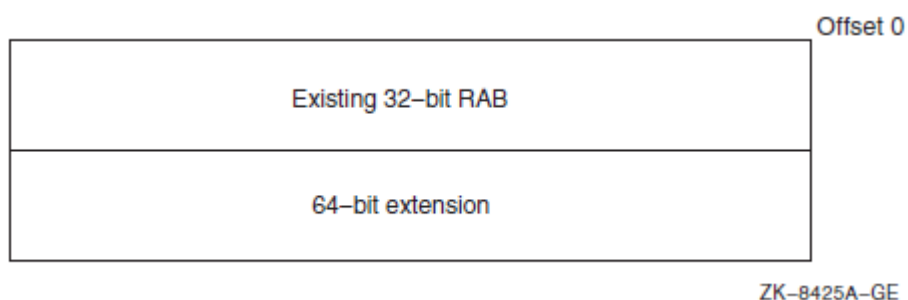 Offset 0
Existing 32–bit RAB
64–bit extension
ZK–8425A–GE